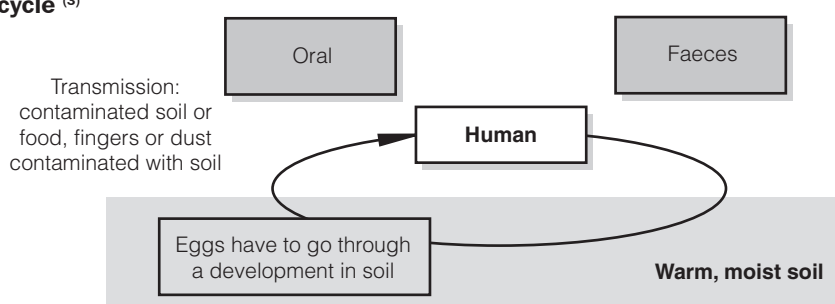 cycle (3)
Oral
Faeces
Transmission:
contaminated soil or
food, fingers or dust
contaminated with soil
Human
Eggs have to go through
a development in soil
Warm, moist soil